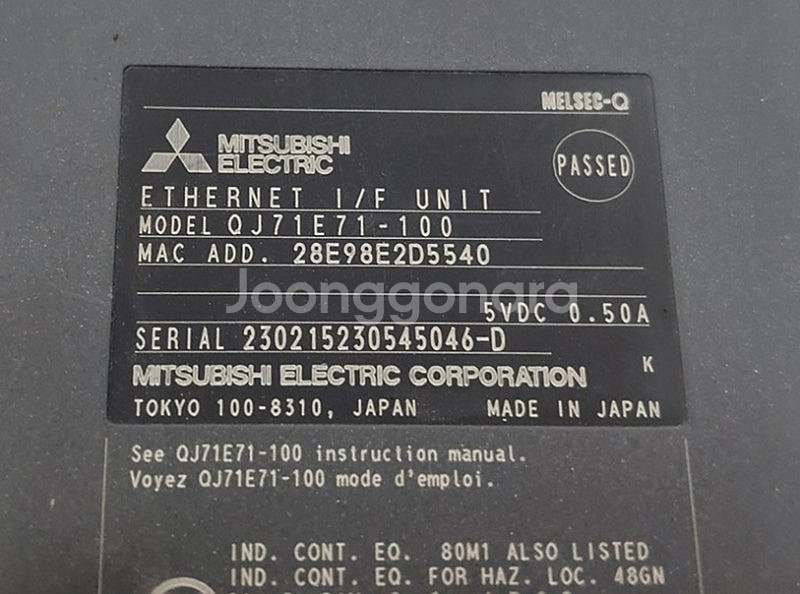 MELSEC-Q
MITSUBISHI
ELECTRIC
PASSED
ETHERNET I/F UNIT
MODEL QJ71E71-100
MAC ADD. 28E98E2D5540
Joonggonara
5VDC 0.50A
SERIAL 230215230545046-D
K
MITSUBISHI ELECTRIC CORPORATION
TOKYO 100-8310, JAPAN MADE IN JAPAN
See QJ71E71-100 instruction manual.
Voyez QJ71E71-100 mode d'emploi.
IND. CONT. EQ. 80M1 ALSO LISTED
IND. CONT. EQ. FOR HAZ. LOC. 48GN